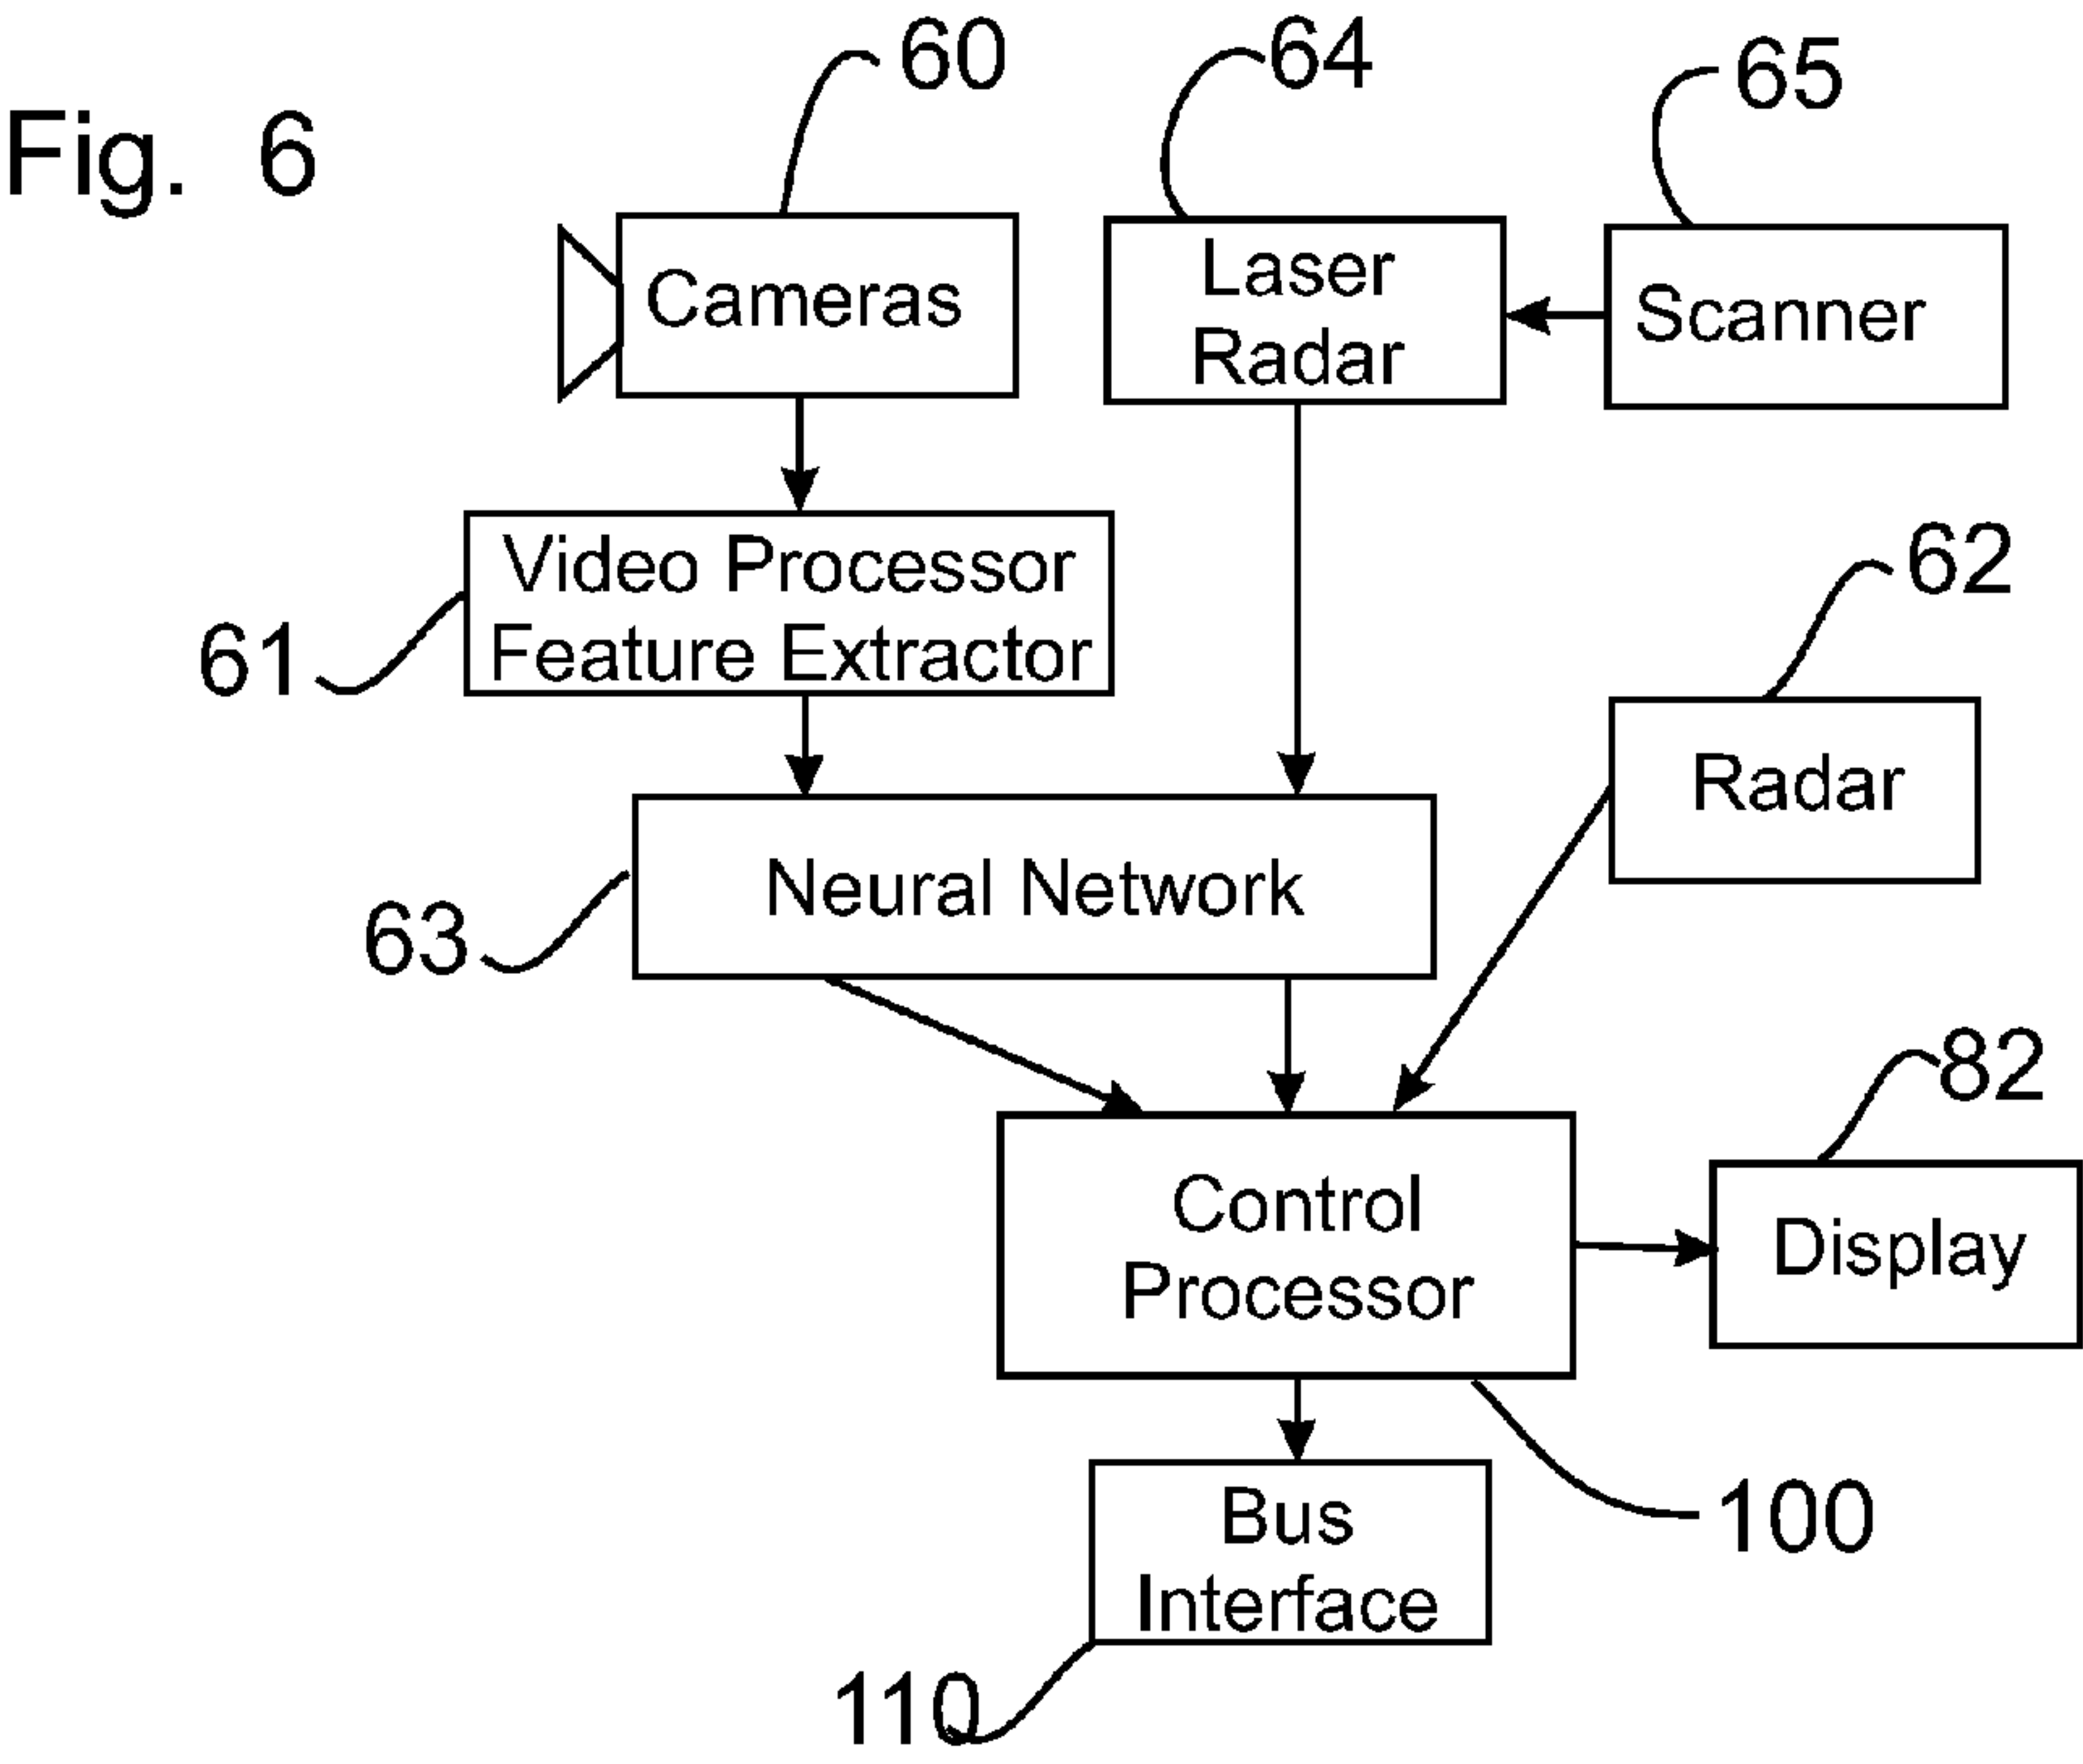 Fig. 6
60
64
65
Cameras
Laser
Radar
Scanner
Video Processor
Feature Extractor
61
62
Radar
Neural Network
63
82
Control
Processor
Display
100
Bus
Interface
110